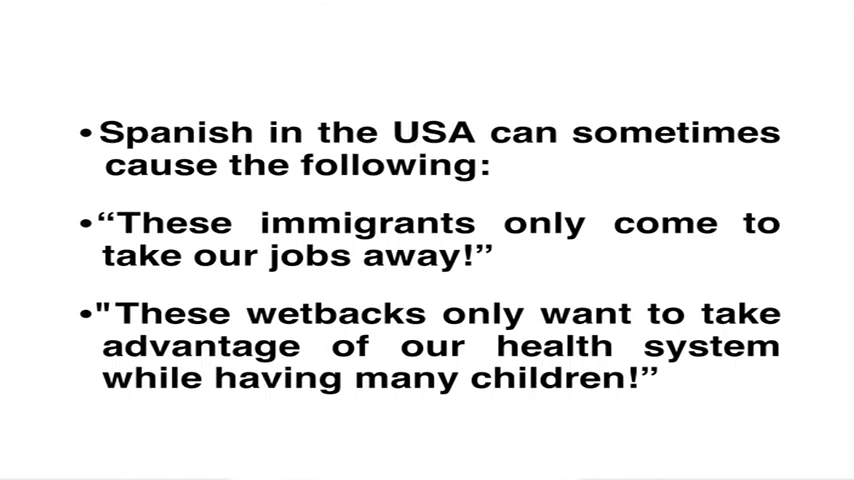 •Spanish in the USA can sometimes
cause the following:
•“These immigrants only come to
take our jobs away!”
•"These wetbacks only want to take
advantage of our health system
while having many children!”